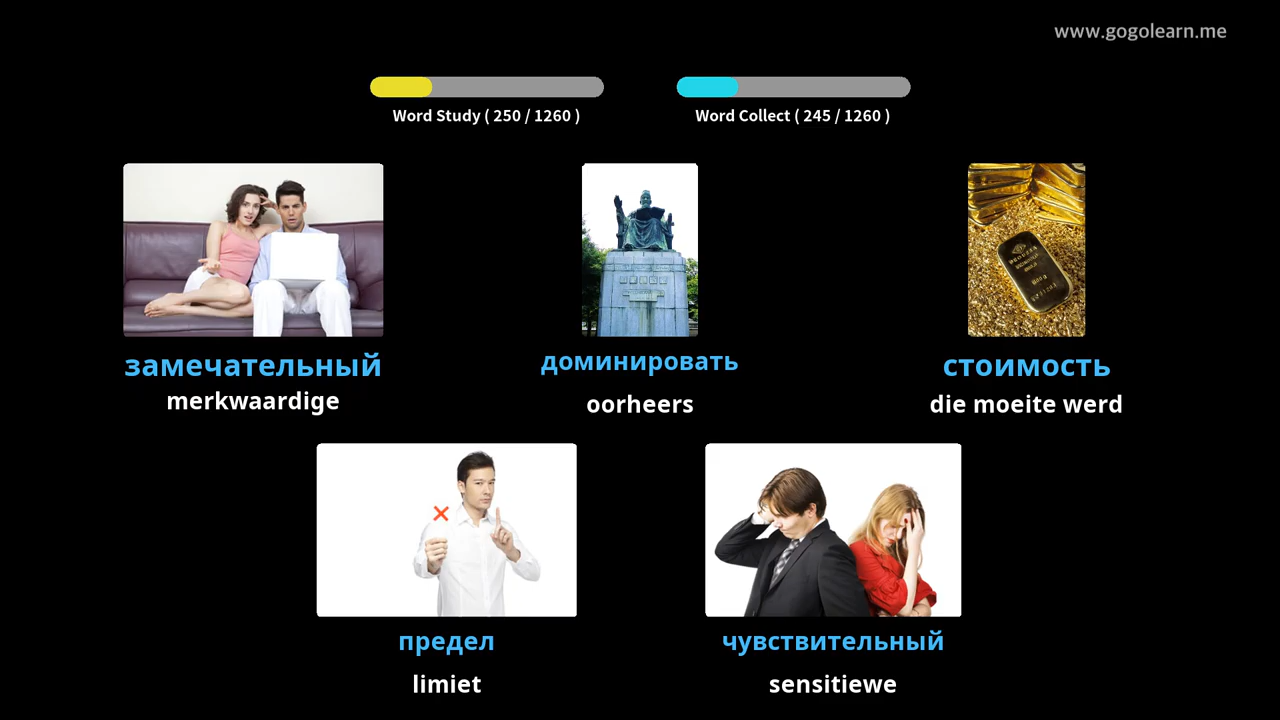 www.gogolearn.me
Word Study ( 250 / 1260 )
Word Collect ( 245 / 1260 )
замечательный
merkwaardige
доминировать
oorheers
стоимость
die moeite werd
предел
limiet
чувствительный
sensitiewe